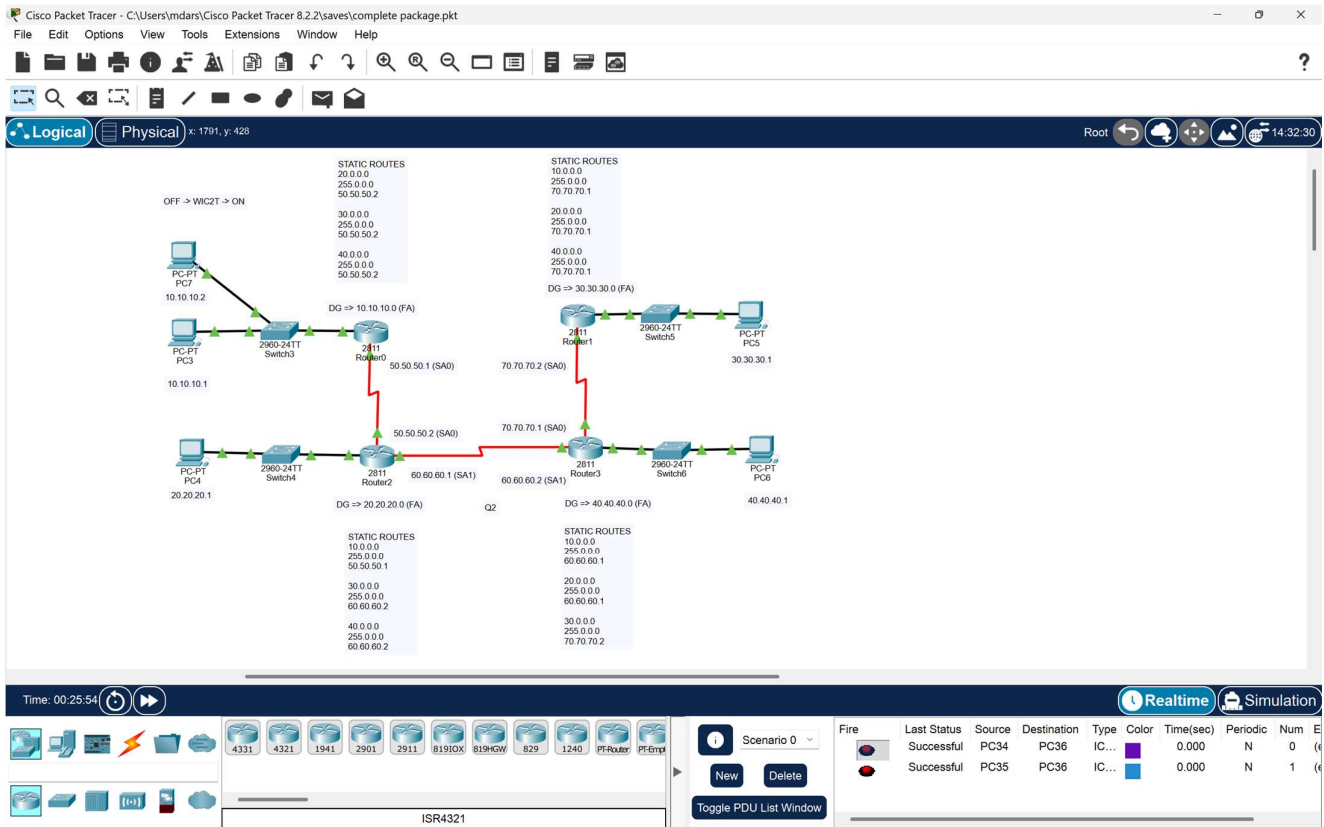 Cisco Packet Tracer - C:\Users\mdars\Cisco Packet Tracer 8.2.2\saves\complete package.pkt
File Edit Options View Tools Extensions Window Help
?
Logical
Physical
x: 1791, y: 428
Root
14:32:30
OFF -> WIC2T -> ON
STATIC ROUTES
20.0.0.0
255.0.0.0
50.50.50.2
30.0.0.0
255.0.0.0
50.50.50.2
40.0.0.0
255.0.0.0
50.50.50.2
STATIC ROUTES
10.0.0.0
255.0.0.0
70.70.70.1
20.0.0.0
255.0.0.0
70.70.70.1
40.0.0.0
255.0.0.0
70.70.70.1
PC-PT
PC7
10.10.10.2
DG => 10.10.10.0 (FA)
DG => 30.30.30.0 (FA)
PC-PT
PC3
10.10.10.1
2960-24TT
Switch3
2811
Router0
50.50.50.1 (SA0)
2811
Router1
70.70.70.2 (SA0)
2960-24TT
Switch5
PC-PT
PC5
30.30.30.1
50.50.50.2 (SA0)
70.70.70.1 (SA0)
PC-PT
PC4
20.20.20.1
2960-24TT
Switch4
2811
Router2
60.60.60.1 (SA1)
60.60.60.2 (SA1)
2811
Router3
2960-24TT
Switch6
PC-PT
PC6
40.40.40.1
DG => 20.20.20.0 (FA)
Q2
DG => 40.40.40.0 (FA)
STATIC ROUTES
10.0.0.0
255.0.0.0
50.50.50.1
30.0.0.0
255.0.0.0
60.60.60.2
40.0.0.0
255.0.0.0
60.60.60.2
STATIC ROUTES
10.0.0.0
255.0.0.0
60.60.60.1
20.0.0.0
255.0.0.0
60.60.60.1
30.0.0.0
255.0.0.0
70.70.70.2
Time: 00:25:54
Realtime
Simulation
4331 4321 1941 2901 2911 819IOX 819HGW 829 1240 PT-Router PT-Empt
ISR4321
Scenario 0
New Delete
Toggle PDU List Window
Fire Last Status Source Destination Type Color Time(sec) Periodic Num E
Successful PC34 PC36 IC... 0.000 N 0 (e
Successful PC35 PC36 IC... 0.000 N 1 (e